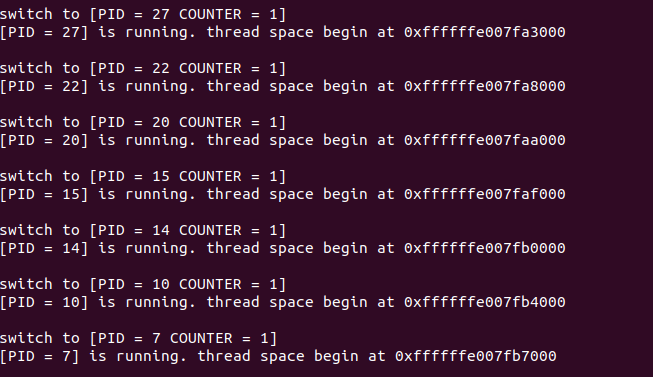 switch to [PID = 27 COUNTER = 1]
[PID = 27] is running. thread space begin at 0xffffffe007fa3000
switch to [PID = 22 COUNTER = 1]
[PID = 22] is running. thread space begin at 0xffffffe007fa8000
switch to [PID = 20 COUNTER = 1]
[PID = 20] is running. thread space begin at 0xffffffe007faa000
switch to [PID = 15 COUNTER = 1]
[PID = 15] is running. thread space begin at 0xffffffe007faf000
switch to [PID = 14 COUNTER = 1]
[PID = 14] is running. thread space begin at 0xffffffe007fb0000
switch to [PID = 10 COUNTER = 1]
[PID = 10] is running. thread space begin at 0xffffffe007fb4000
switch to [PID = 7 COUNTER = 1]
[PID = 7] is running. thread space begin at 0xffffffe007fb7000